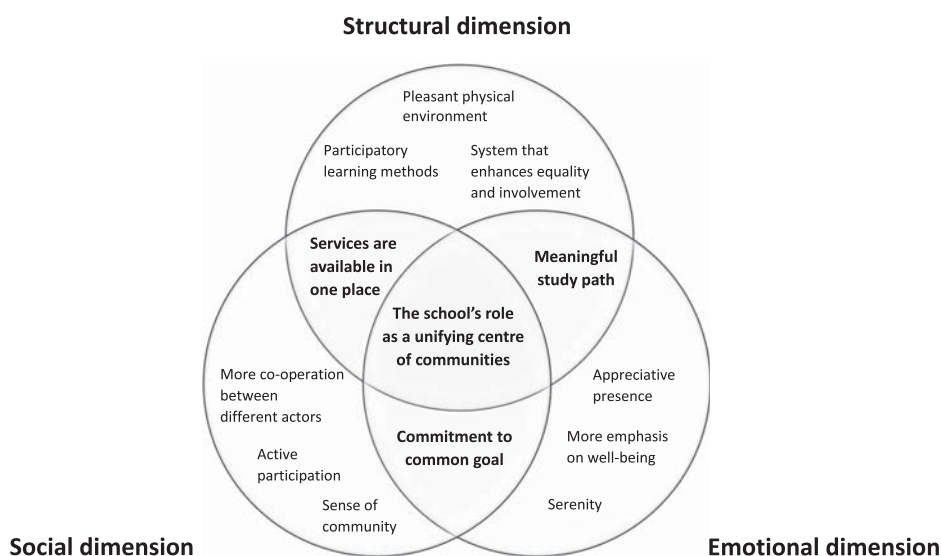 Structural dimension
Pleasant physical
environment
Participatory
learning methods
System that
enhances equality
and involvement
Services are
available in
one place
Meaningful
study path
The school’s role
as a unifying centre
of communities
More co-operation
between
different actors
Active
participation
Sense of
community
Commitment to
common goal
Appreciative
presence
More emphasis
on well-being
Serenity
Social dimension
Emotional dimension